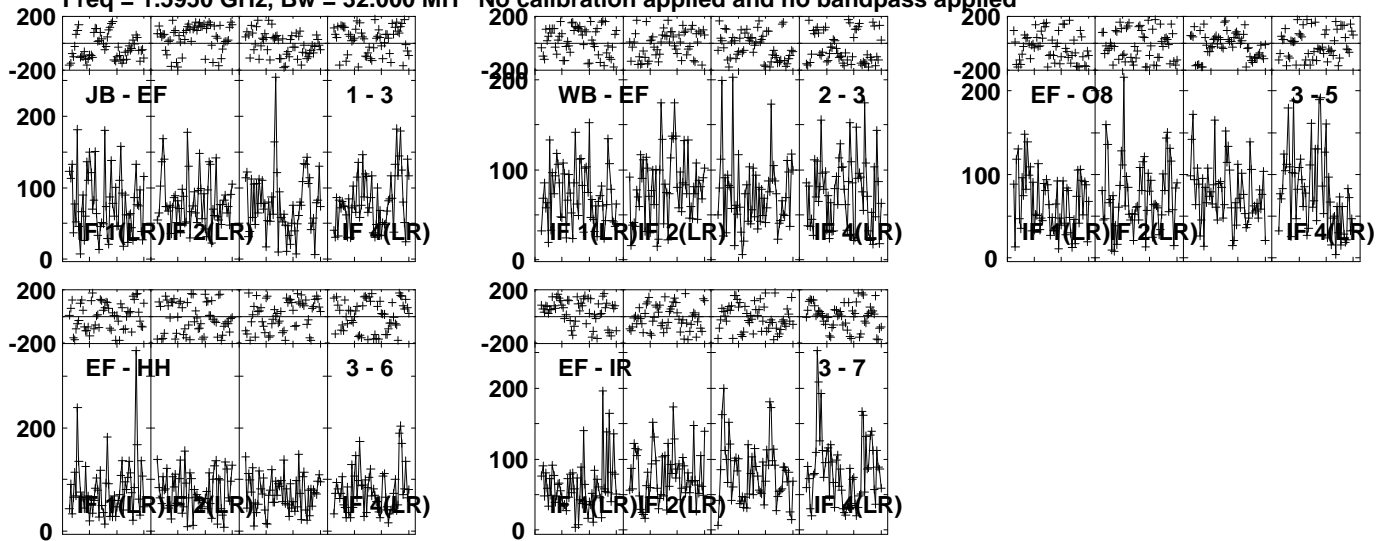 Freq = 1.5950 GHz, Bw = 32.000 MH No calibration applied and no bandpass applied
200
-200
JB - EF 1 - 3
200
100
0
IF 1(LR) IF 2(LR) IF 4(LR)
200
-200
WB - EF 2 - 3
200
100
0
IF 1(LR) IF 2(LR) IF 4(LR)
200
-200
EF - O8 3 - 5
200
100
0
IF 1(LR) IF 2(LR) IF 4(LR)
200
-200
EF - HH 3 - 6
200
0
IF 1(LR) IF 2(LR) IF 4(LR)
200
-200
EF - IR 3 - 7
200
100
0
IF 1(LR) IF 2(LR) IF 4(LR)